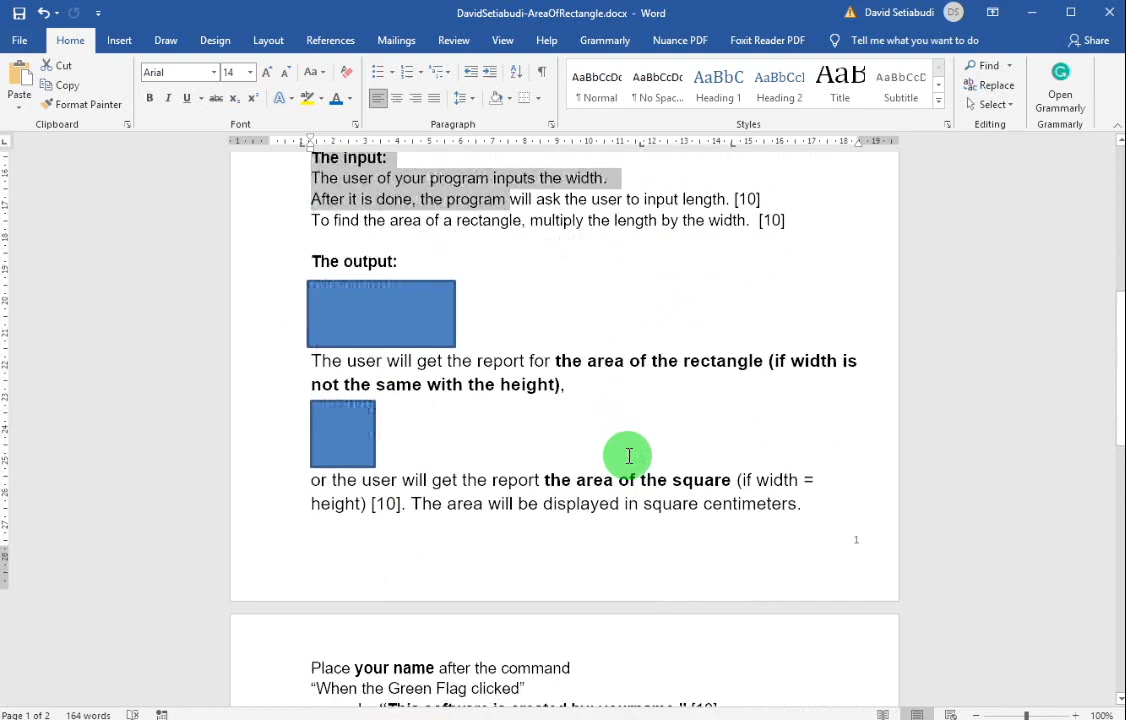 DavidSetiabudi-AreaOfRectangle.docx - Word
David Setiabudi DS
File Home Insert Draw Design Layout References Mailings Review View Help Grammarly Nuance PDF Foxit Reader PDF Tell me what you want to do Share
Paste
Cut
Copy
Format Painter
Arial 14
AaBbCcDc AaBbCcDc AaBbC AaBbCcl AaB AaBbCcD
¶ Normal ¶ No Spac... Heading 1 Heading 2 Title Subtitle
Find
Replace
Select
Open Grammarly
Clipboard Font Paragraph Styles Editing Grammarly
The input:
The user of your program inputs the width.
After it is done, the program will ask the user to input length. [10]
To find the area of a rectangle, multiply the length by the width. [10]
The output:
The user will get the report for the area of the rectangle (if width is
not the same with the height),
or the user will get the report the area of the square (if width =
height) [10]. The area will be displayed in square centimeters.
1
Place your name after the command
“When the Green Flag clicked”
“This software is created by yourname.” [10]
Page 1 of 2 164 words 100%